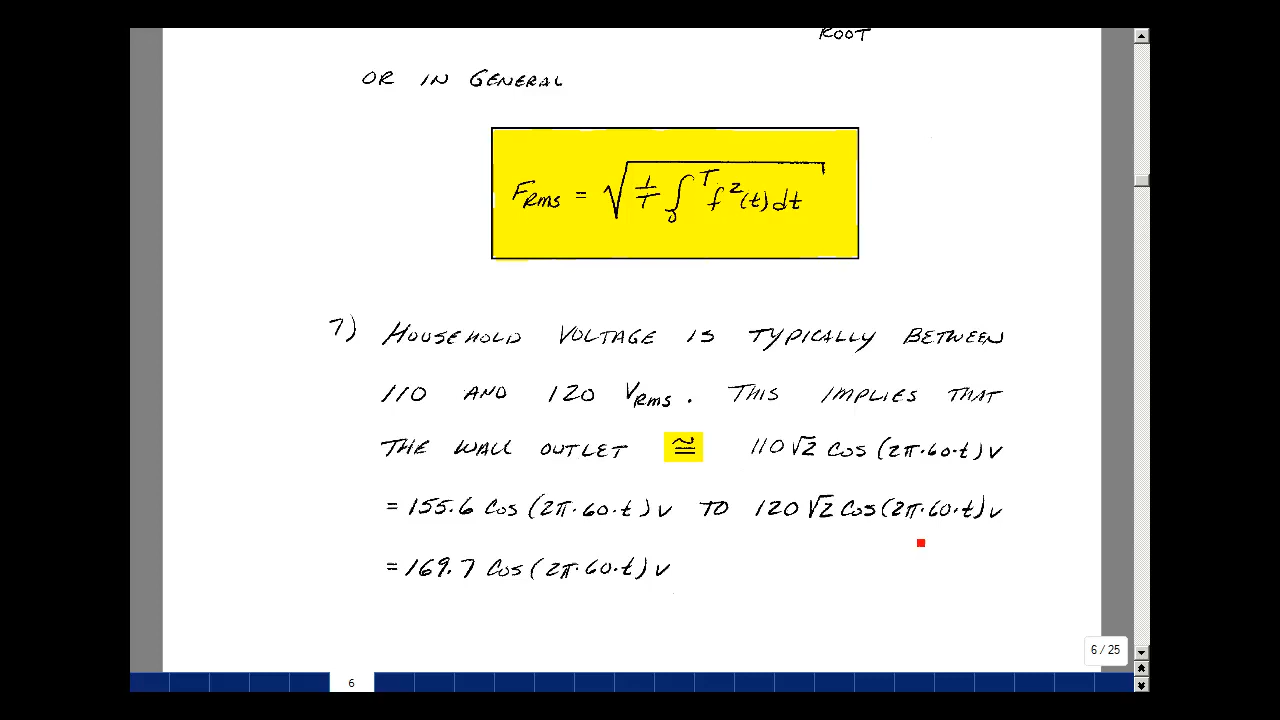 ROOT
OR IN GENERAL
F_RMS = √(1/T ∫₀ᵀ f²(t)dt)
7) HOUSEHOLD VOLTAGE IS TYPICALLY BETWEEN
110 AND 120 V_RMS. THIS IMPLIES THAT
THE WALL OUTLET ≅ 110√2 COS(2π·60·t)V
= 155.6 COS(2π·60·t)V TO 120√2 COS(2π·60·t)V
= 169.7 COS(2π·60·t)V
6 / 25
6